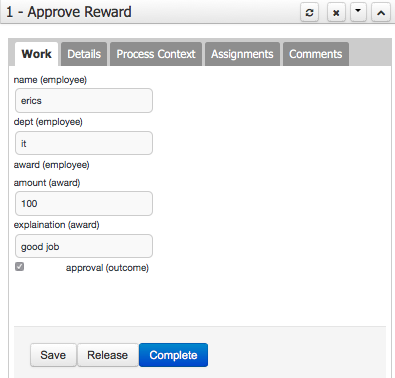 1 - Approve Reward
Work Details Process Context Assignments Comments
name (employee)
erics
dept (employee)
it
award (employee)
amount (award)
100
explaination (award)
good job
approval (outcome)
Save Release Complete